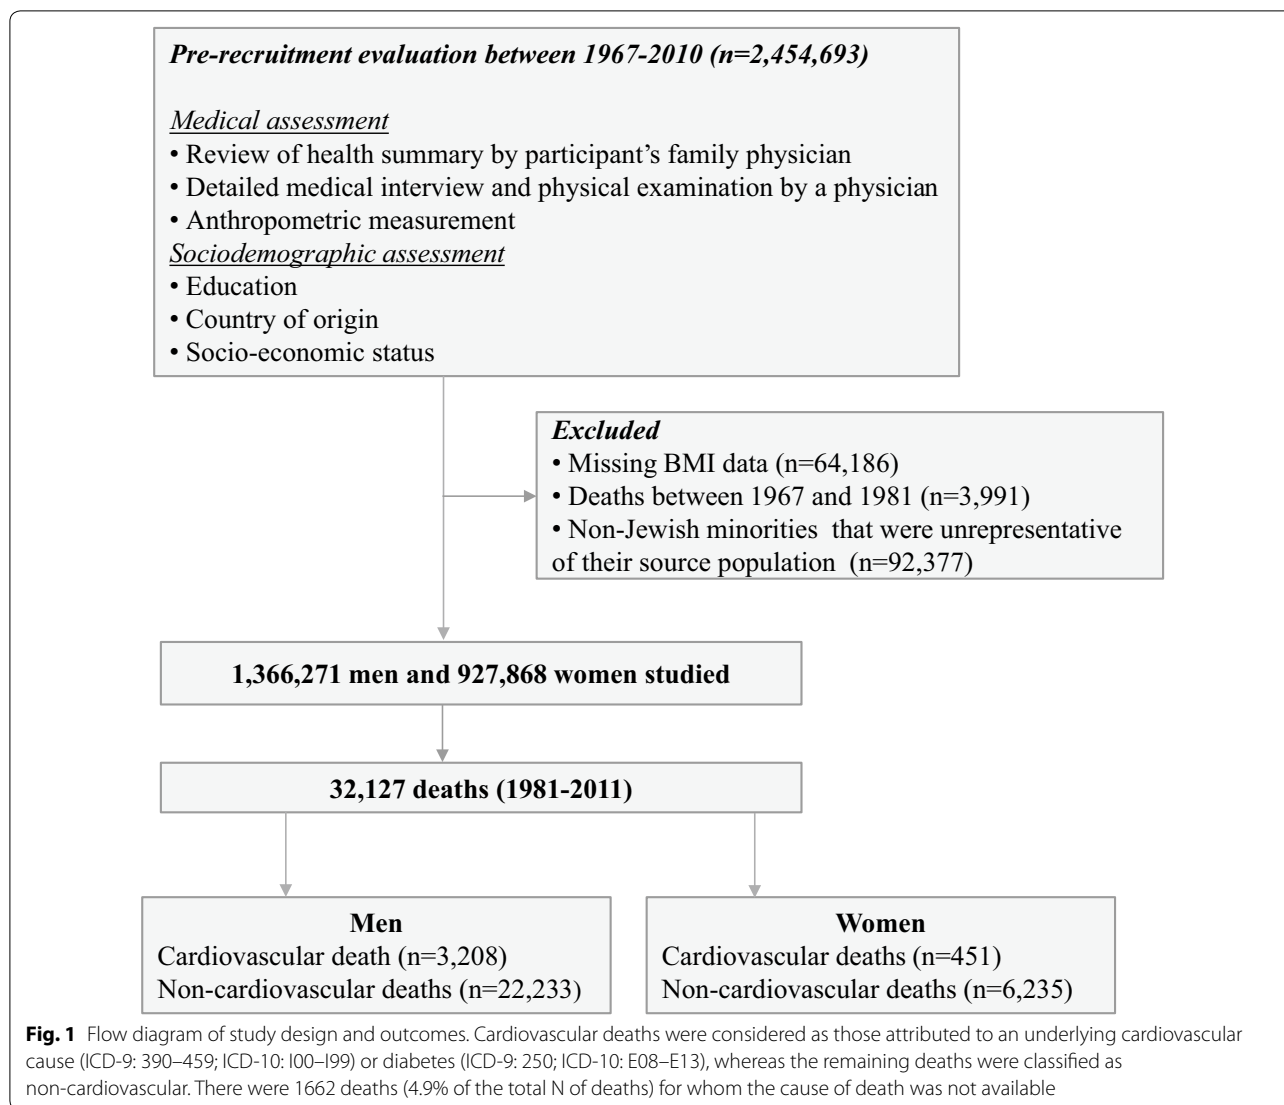 Pre-recruitment evaluation between 1967-2010 (n=2,454,693)
Medical assessment
• Review of health summary by participant's family physician
• Detailed medical interview and physical examination by a physician
• Anthropometric measurement
Sociodemographic assessment
• Education
• Country of origin
• Socio-economic status
Excluded
• Missing BMI data (n=64,186)
• Deaths between 1967 and 1981 (n=3,991)
• Non-Jewish minorities that were unrepresentative
of their source population (n=92,377)
1,366,271 men and 927,868 women studied
32,127 deaths (1981-2011)
Men
Cardiovascular death (n=3,208)
Non-cardiovascular deaths (n=22,233)
Women
Cardiovascular deaths (n=451)
Non-cardiovascular deaths (n=6,235)
Fig. 1 Flow diagram of study design and outcomes. Cardiovascular deaths were considered as those attributed to an underlying cardiovascular
cause (ICD-9: 390–459; ICD-10: I00–I99) or diabetes (ICD-9: 250; ICD-10: E08–E13), whereas the remaining deaths were classified as
non-cardiovascular. There were 1662 deaths (4.9% of the total N of deaths) for whom the cause of death was not available